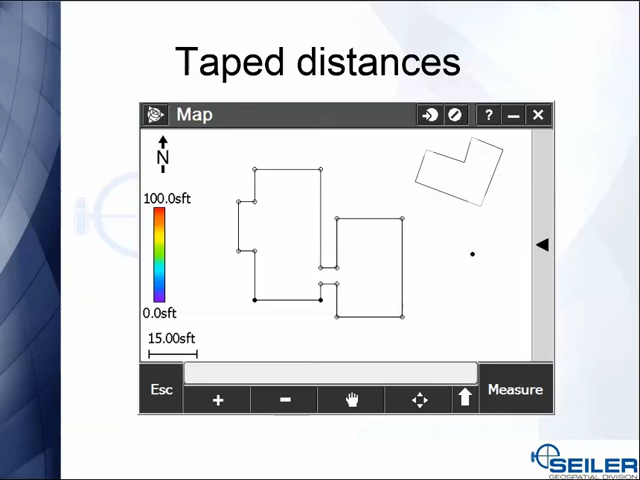 Taped distances
Map
? – ✕
N
100.0sft
0.0sft
15.00sft
Esc
+ –
Measure
SEILER
GEOSPATIAL DIVISION